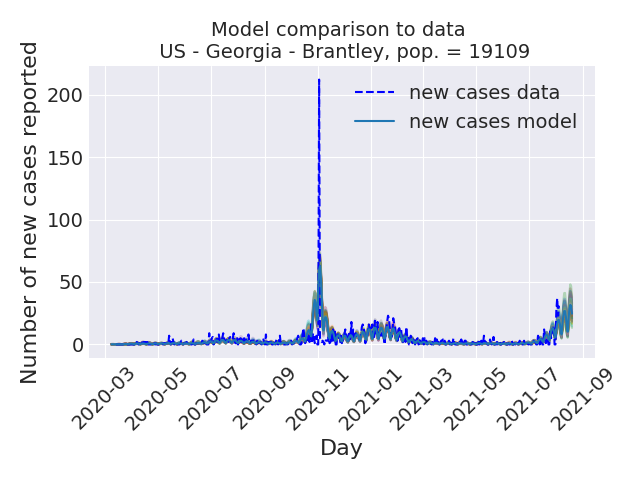 Model comparison to data
US - Georgia - Brantley, pop. = 19109
Number of new cases reported
200
150
100
50
0
new cases data
new cases model
2020-03
2020-05
2020-07
2020-09
2020-11
2021-01
2021-03
2021-05
2021-07
2021-09
Day